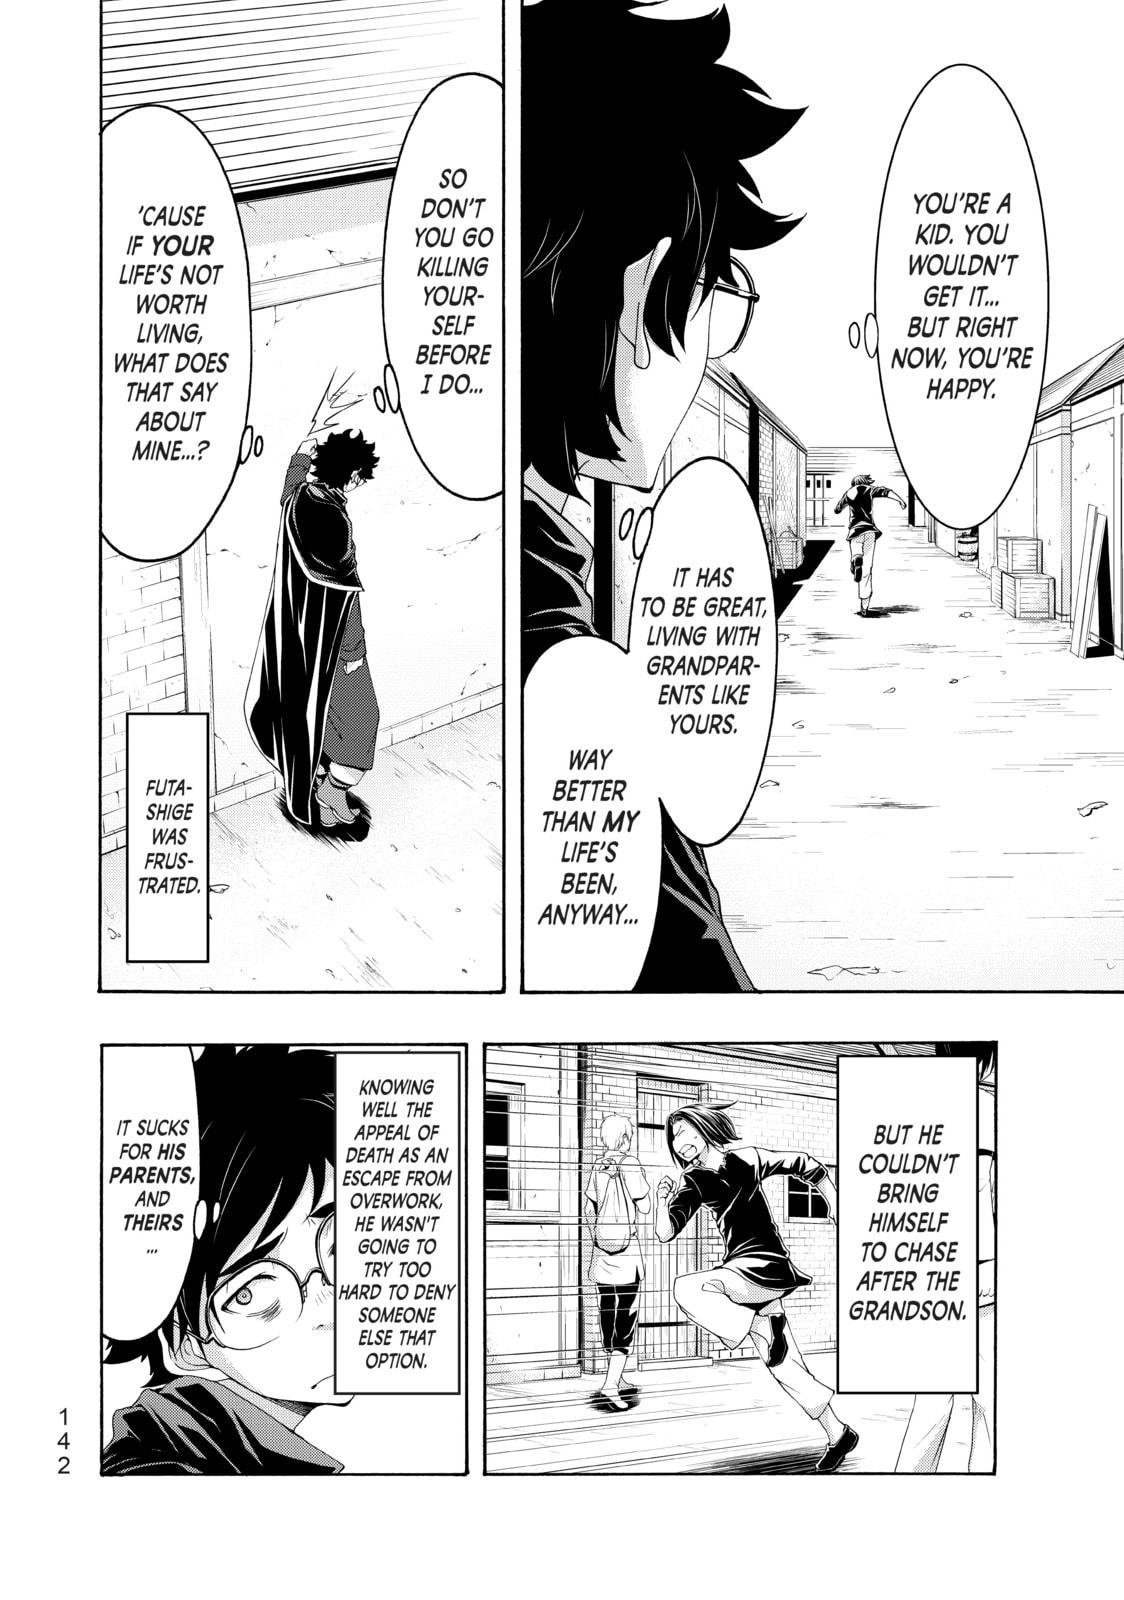 YOU'RE A
KID. YOU
WOULDN'T
GET IT...
BUT RIGHT
NOW, YOU'RE
HAPPY.
IT HAS
TO BE GREAT,
LIVING WITH
GRANDPAR-
ENTS LIKE
YOURS.
WAY
BETTER
THAN MY
LIFE'S
BEEN,
ANYWAY...
SO
DON'T
YOU GO
KILLING
YOUR-
SELF
BEFORE
I DO...
'CAUSE
IF YOUR
LIFE'S NOT
WORTH
LIVING,
WHAT DOES
THAT SAY
ABOUT
MINE...?
FUTA-
SHIGE
WAS
FRUS-
TRATED.
BUT HE
COULDN'T
BRING
HIMSELF
TO CHASE
AFTER THE
GRANDSON.
KNOWING
WELL THE
APPEAL OF
DEATH AS AN
ESCAPE FROM
OVERWORK,
HE WASN'T
GOING TO
TRY TOO
HARD TO DENY
SOMEONE
ELSE THAT
OPTION.
IT SUCKS
FOR HIS
PARENTS,
AND
THEIRS
...
142